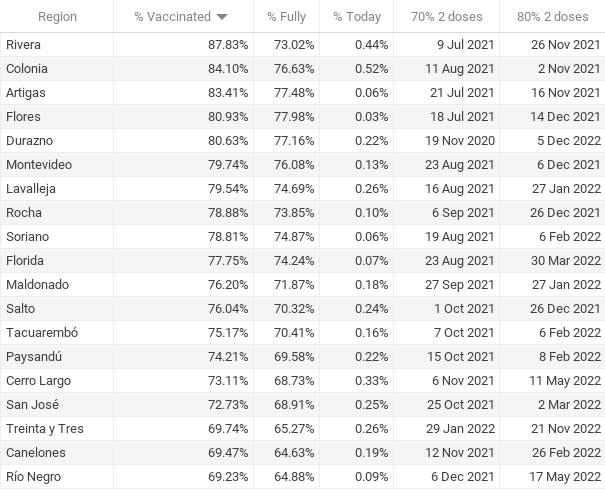 Region % Vaccinated % Fully % Today 70% 2 doses 80% 2 doses
Rivera 87.83% 73.02% 0.44% 9 Jul 2021 26 Nov 2021
Colonia 84.10% 76.63% 0.52% 11 Aug 2021 2 Nov 2021
Artigas 83.41% 77.48% 0.06% 21 Jul 2021 16 Nov 2021
Flores 80.93% 77.98% 0.03% 18 Jul 2021 14 Dec 2021
Durazno 80.63% 77.16% 0.22% 19 Nov 2020 5 Dec 2022
Montevideo 79.74% 76.08% 0.13% 23 Aug 2021 6 Dec 2021
Lavalleja 79.54% 74.69% 0.26% 16 Aug 2021 27 Jan 2022
Rocha 78.88% 73.85% 0.10% 6 Sep 2021 26 Dec 2021
Soriano 78.81% 74.87% 0.06% 19 Aug 2021 6 Feb 2022
Florida 77.75% 74.24% 0.07% 23 Aug 2021 30 Mar 2022
Maldonado 76.20% 71.87% 0.18% 27 Sep 2021 27 Jan 2022
Salto 76.04% 70.32% 0.24% 1 Oct 2021 26 Dec 2021
Tacuarembó 75.17% 70.41% 0.16% 7 Oct 2021 6 Feb 2022
Paysandú 74.21% 69.58% 0.22% 15 Oct 2021 8 Feb 2022
Cerro Largo 73.11% 68.73% 0.33% 6 Nov 2021 11 May 2022
San José 72.73% 68.91% 0.25% 25 Oct 2021 2 Mar 2022
Treinta y Tres 69.74% 65.27% 0.26% 29 Jan 2022 21 Nov 2022
Canelones 69.47% 64.63% 0.19% 12 Nov 2021 26 Feb 2022
Río Negro 69.23% 64.88% 0.09% 6 Dec 2021 17 May 2022